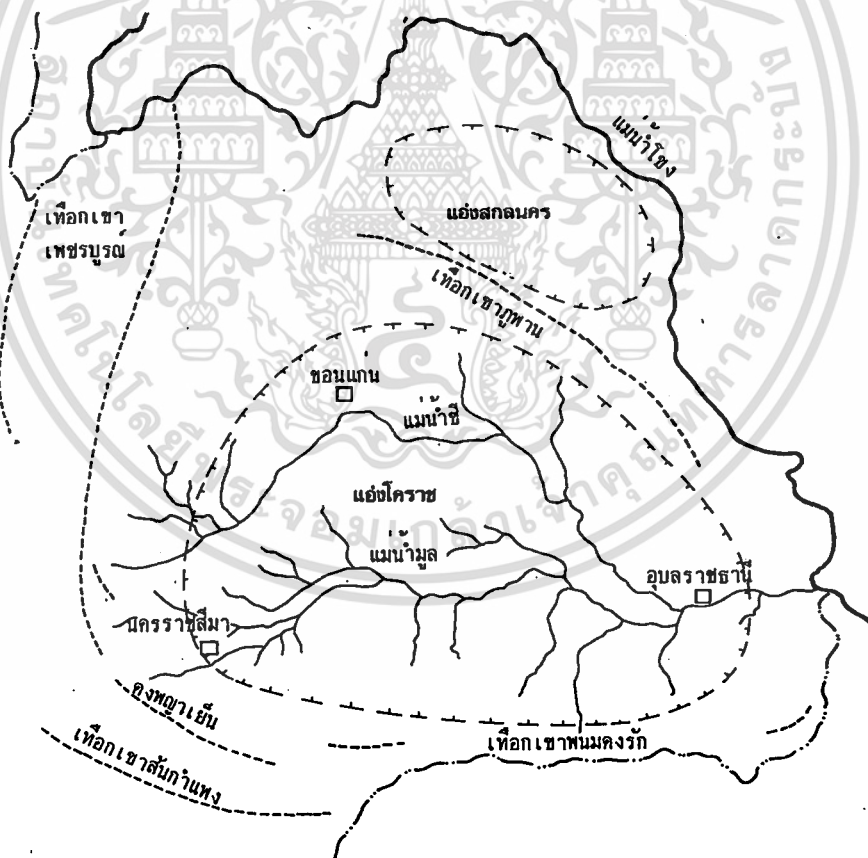 แม่น้ำโขง
แอ่งสกลนคร
เทือกเขา
เพชรบูรณ์
เทือกเขาภูพาน
ขอนแก่น
แม่น้ำชี
แอ่งโคราช
แม่น้ำมูล
อุบลราชธานี
นครราชสีมา
ดงพญาเย็น
เทือกเขาสันกำแพง
เทือกเขาพนมดงรัก